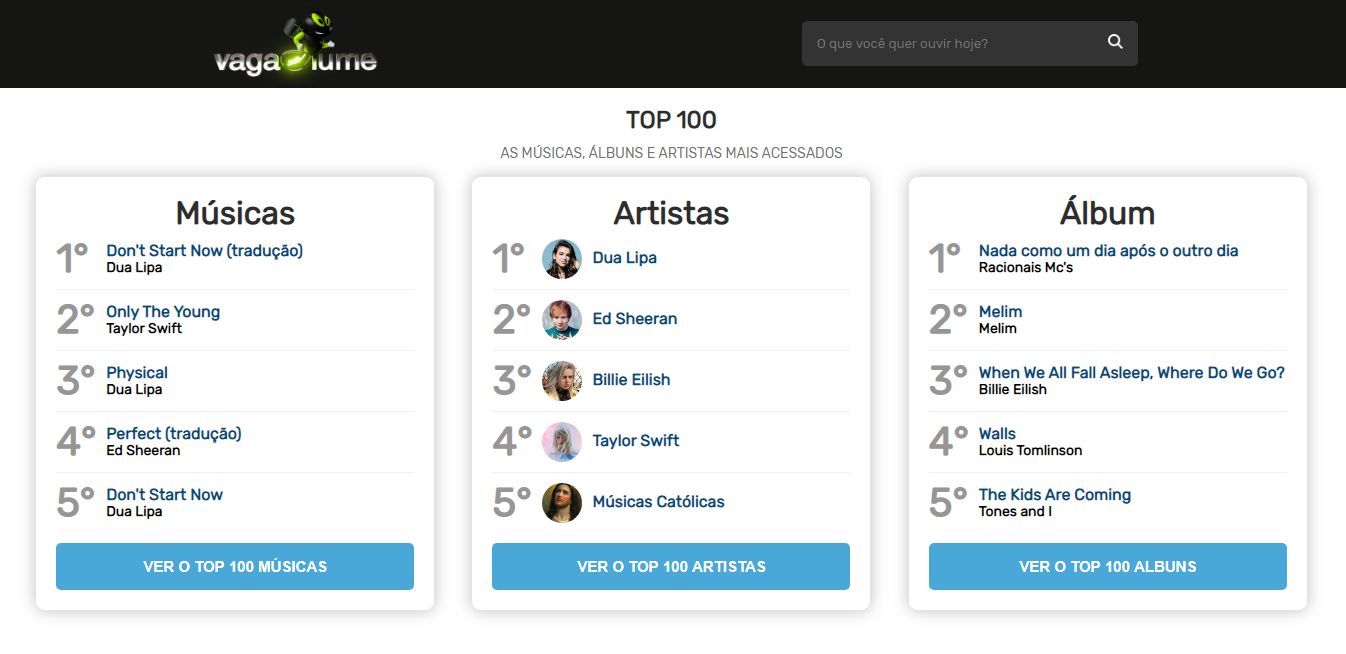 vagalume
O que você quer ouvir hoje?
TOP 100
AS MÚSICAS, ÁLBUNS E ARTISTAS MAIS ACESSADOS
Músicas
1º
Don't Start Now (tradução)
Dua Lipa
2º
Only The Young
Taylor Swift
3º
Physical
Dua Lipa
4º
Perfect (tradução)
Ed Sheeran
5º
Don't Start Now
Dua Lipa
VER O TOP 100 MÚSICAS
Artistas
1º
Dua Lipa
2º
Ed Sheeran
3º
Billie Eilish
4º
Taylor Swift
5º
Músicas Católicas
VER O TOP 100 ARTISTAS
Álbum
1º
Nada como um dia após o outro dia
Racionais Mc's
2º
Melim
Melim
3º
When We All Fall Asleep, Where Do We Go?
Billie Eilish
4º
Walls
Louis Tomlinson
5º
The Kids Are Coming
Tones and I
VER O TOP 100 ALBUNS